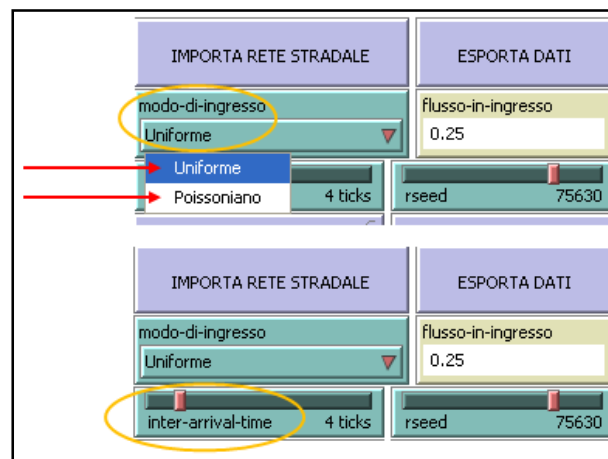 IMPORTA RETE STRADALE ESPORTA DATI
modo-di-ingresso flusso-in-ingresso
Uniforme 0.25
Uniforme
Poissoniano 4 ticks rseed 75630
IMPORTA RETE STRADALE ESPORTA DATI
modo-di-ingresso flusso-in-ingresso
Uniforme 0.25
inter-arrival-time 4 ticks rseed 75630